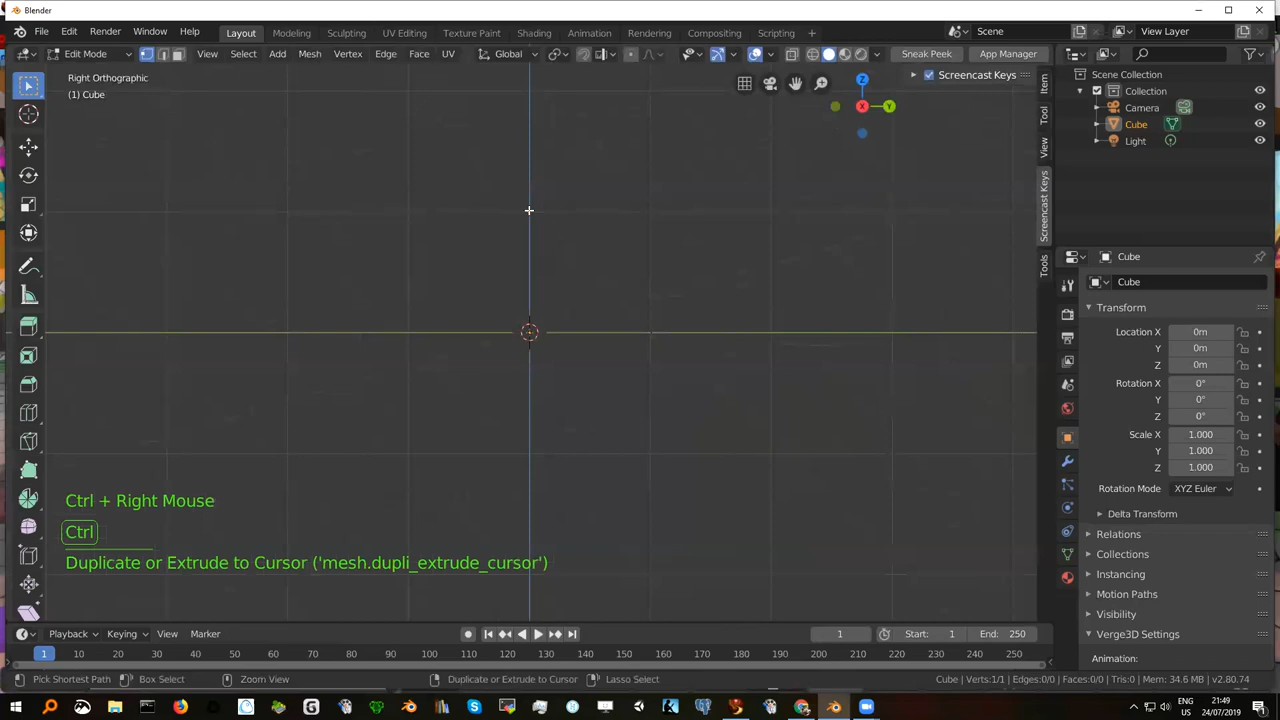 Blender
File Edit Render Window Help Layout Modeling Sculpting UV Editing Texture Paint Shading Animation Rendering Compositing Scripting Scene View Layer
Edit Mode View Select Add Mesh Vertex Edge Face UV Global Sneak Peek App Manager
Right Orthographic
(1) Cube
Screencast Keys
Z
X
Y
Item
Tool
View
Screencast Keys
Tools
Scene Collection
Collection
Camera
Cube
Light
Cube
Cube
Transform
Location X 0m
Y 0m
Z 0m
Rotation X 0°
Y 0°
Z 0°
Scale X 1.000
Y 1.000
Z 1.000
Rotation Mode XYZ Euler
Delta Transform
Relations
Collections
Instancing
Motion Paths
Visibility
Verge3D Settings
Animation:
Ctrl + Right Mouse
Ctrl
Duplicate or Extrude to Cursor ('mesh.dupli_extrude_cursor')
Playback Keying View Marker 1 Start: 1 End: 250
1 10 20 30 40 50 60 70 80 90 100 110 120 130 140 150 160 170 180 190 200 210 220 230 240 250
Pick Shortest Path Box Select Zoom View Duplicate or Extrude to Cursor Lasso Select Cube | Verts:1/1 | Edges:0/0 | Faces:0/0 | Tris:0 | Mem: 34.6 MB | v2.80.74
ENG 21:49
US 24/07/2019